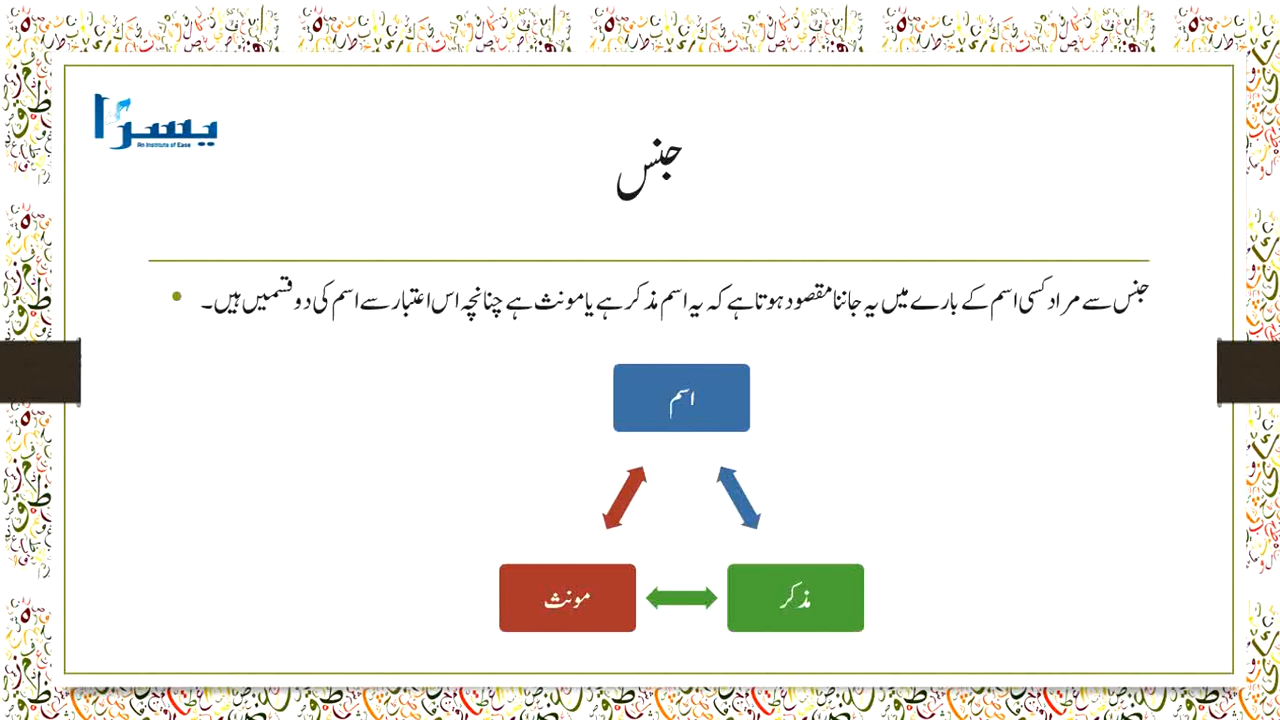 یسرا
An Institute of Ease
جنس
جنس سے مراد کسی اسم کے بارے میں یہ جاننا مقصود ہوتا ہے کہ یہ اسم مذکر ہے یا مونث ہے چنانچہ اس اعتبار سے اسم کی دو قسمیں ہیں۔
اسم
مذکر
مونث